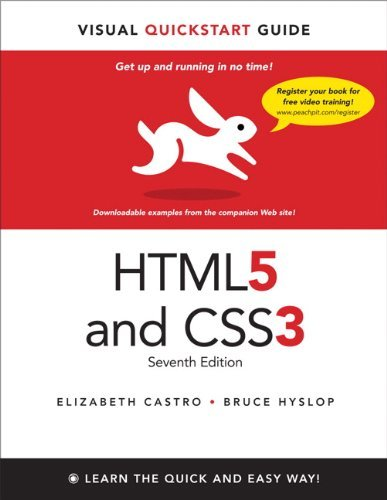 VISUAL QUICKSTART GUIDE
Get up and running in no time!
Register your book for
free video training!
www.peachpit.com/register
Downloadable examples from the companion Web site!
HTML5
and CSS3
Seventh Edition
ELIZABETH CASTRO • BRUCE HYSLOP
LEARN THE QUICK AND EASY WAY!